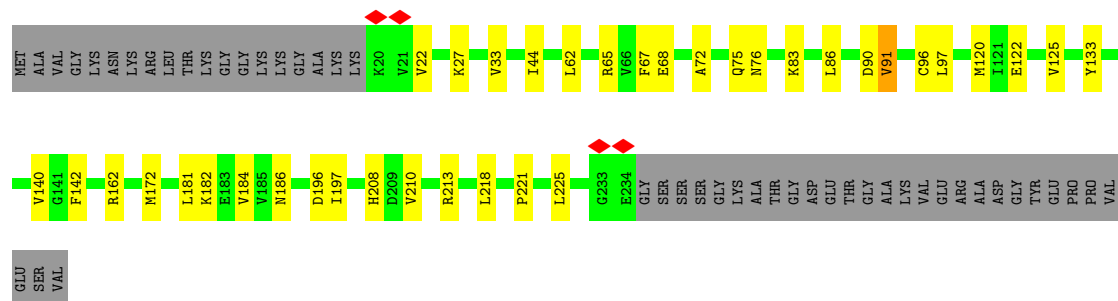 MET ALA VAL GLY LYS ASN LYS ARG LEU THR LYS GLY GLY LYS LYS GLY ALA LYS LYS K20 V21 V22 K27 V33 I44 L62 R65 V66 F67 E68 A72 Q75 N76 K83 L86 D90 V91 C96 L97 M120 I121 E122 V125 Y133
V140 G141 F142 R162 M172 L181 K182 E183 V184 V185 N186 D196 I197 H208 D209 V210 R213 L218 P221 L225 G233 E234 GLY SER SER SER GLY LYS ALA THR GLY ASP GLU THR GLY ALA LYS VAL GLU ARG ALA ASP GLY TYR GLU PRO PRO VAL
GLU SER VAL